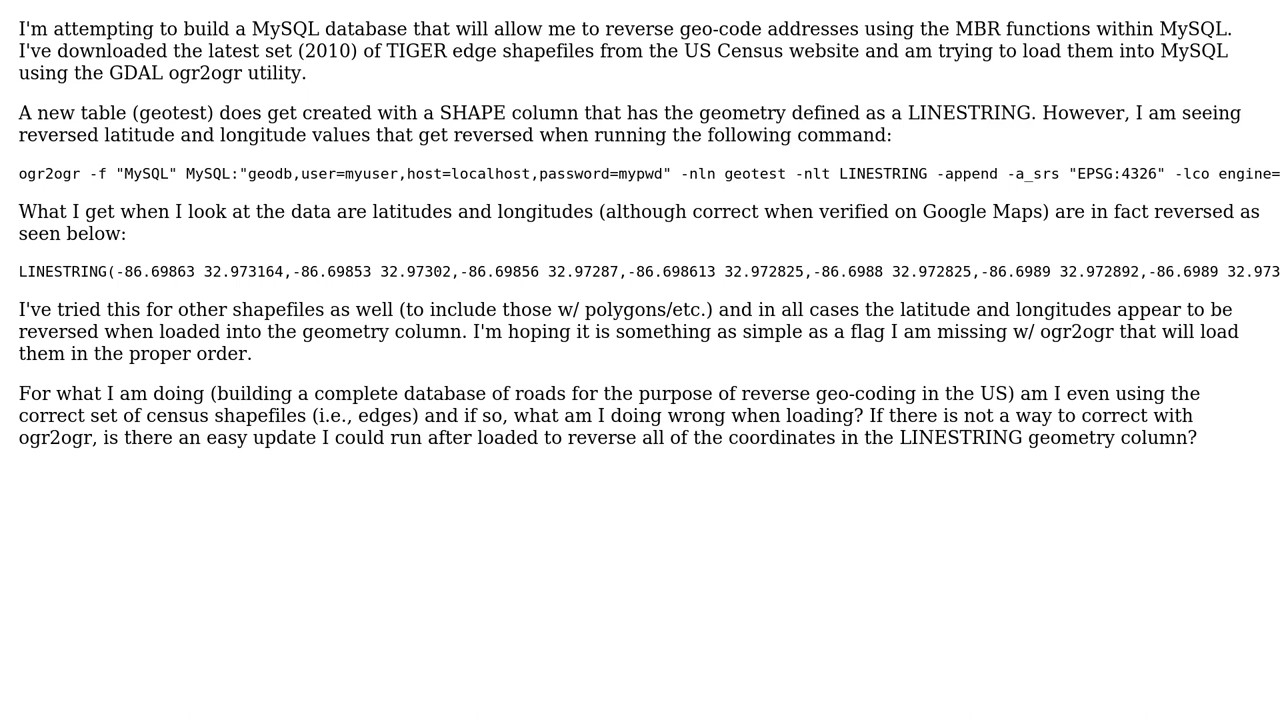 I'm attempting to build a MySQL database that will allow me to reverse geo-code addresses using the MBR functions within MySQL.
I've downloaded the latest set (2010) of TIGER edge shapefiles from the US Census website and am trying to load them into MySQL
using the GDAL ogr2ogr utility.
A new table (geotest) does get created with a SHAPE column that has the geometry defined as a LINESTRING. However, I am seeing
reversed latitude and longitude values that get reversed when running the following command:
ogr2ogr -f "MySQL" MySQL:"geodb,user=myuser,host=localhost,password=mypwd" -nln geotest -nlt LINESTRING -append -a_srs "EPSG:4326" -lco engine=
What I get when I look at the data are latitudes and longitudes (although correct when verified on Google Maps) are in fact reversed as
seen below:
LINESTRING(-86.69863 32.973164,-86.69853 32.97302,-86.69856 32.97287,-86.698613 32.972825,-86.6988 32.972825,-86.6989 32.972892,-86.6989 32.973
I've tried this for other shapefiles as well (to include those w/ polygons/etc.) and in all cases the latitude and longitudes appear to be
reversed when loaded into the geometry column. I'm hoping it is something as simple as a flag I am missing w/ ogr2ogr that will load
them in the proper order.
For what I am doing (building a complete database of roads for the purpose of reverse geo-coding in the US) am I even using the
correct set of census shapefiles (i.e., edges) and if so, what am I doing wrong when loading? If there is not a way to correct with
ogr2ogr, is there an easy update I could run after loaded to reverse all of the coordinates in the LINESTRING geometry column?